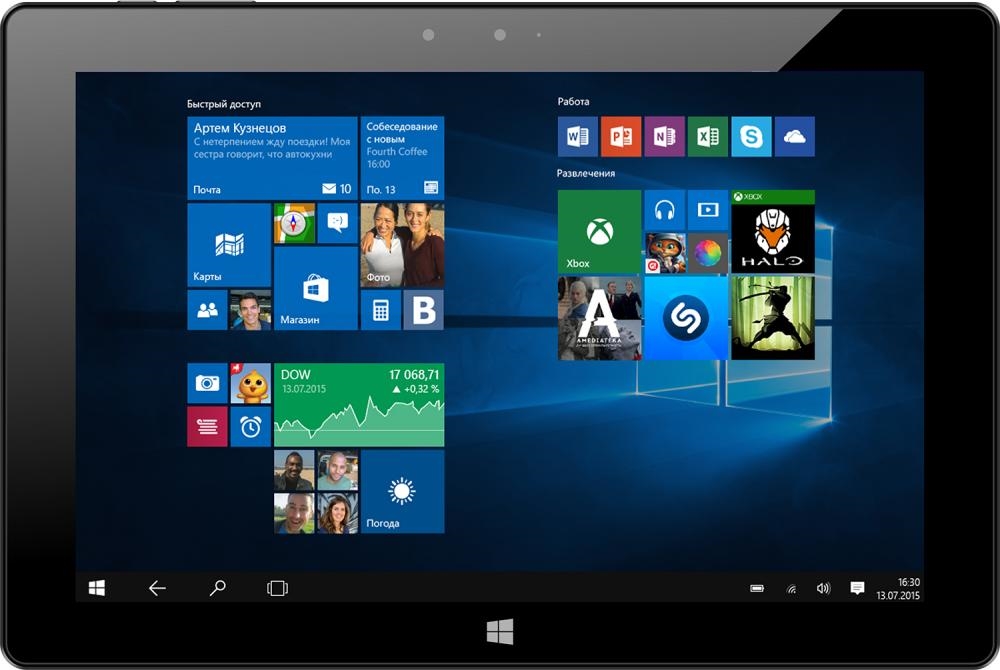 Быстрый доступ
Артем Кузнецов
С нетерпением жду поездки! Моя
сестра говорит, что автокухни
Почта
10
Собеседование
с новым
Fourth Coffee
16:00
По. 13
Карты
Фото
Магазин
B
DOW
13.07.2015
17 068,71
▲ +0,32 %
Погода
Работа
W
P
N
X
S
Развлечения
Xbox
XBOX
HALO
A
AMEDIATEKA
16:30
13.07.2015